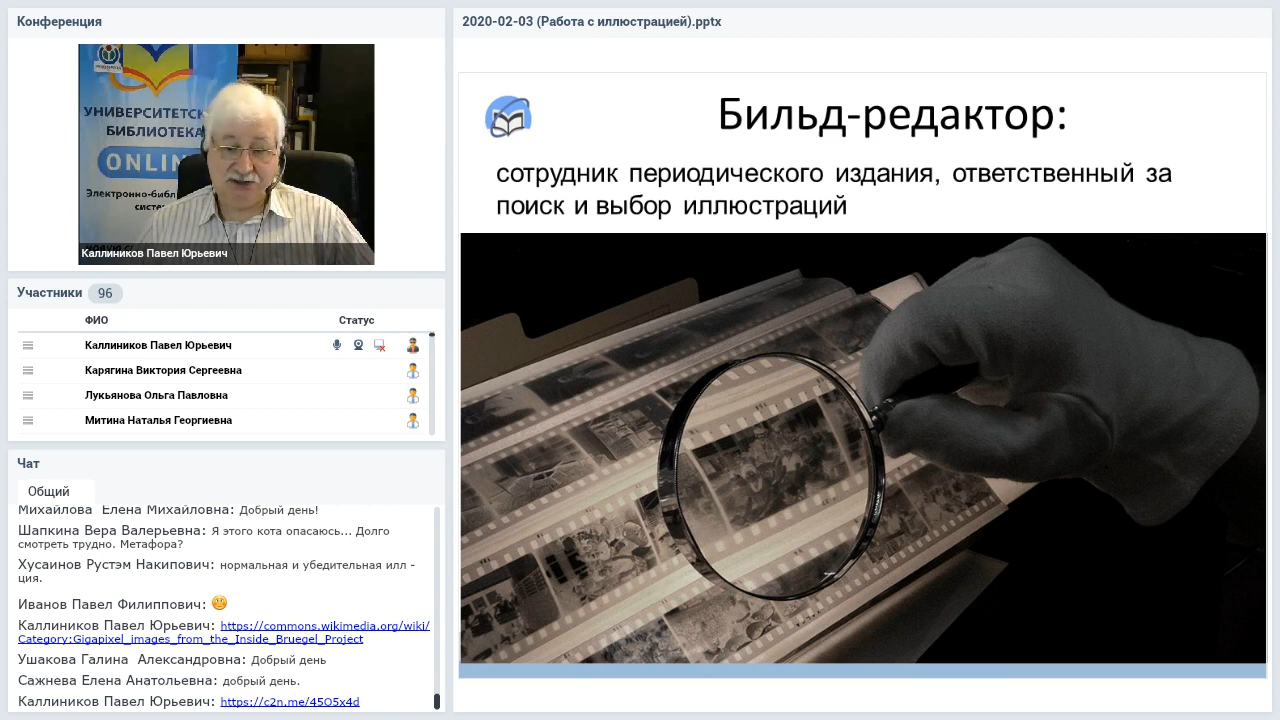 Конференция
УНИВЕРСИТЕТСК
БИБЛИОТЕКА
ONLIN
Электронно-библ
систе
Каллиников Павел Юрьевич
Участники 96
ФИО Статус
Каллиников Павел Юрьевич
Карягина Виктория Сергеевна
Лукьянова Ольга Павловна
Митина Наталья Георгиевна
Чат
Общий
Михайлова Елена Михайловна: Добрый день!
Шапкина Вера Валерьевна: Я этого кота опасаюсь... Долго
смотреть трудно. Метафора?
Хусаинов Рустэм Накипович: нормальная и убедительная илл -
ция.
Иванов Павел Филиппович:
Каллиников Павел Юрьевич: https://commons.wikimedia.org/wiki/
Category:Gigapixel_images_from_the_Inside_Bruegel_Project
Ушакова Галина Александровна: Добрый день
Сажнева Елена Анатольевна: добрый день.
Каллиников Павел Юрьевич: https://c2n.me/45O5x4d
2020-02-03 (Работа с иллюстрацией).pptx
Бильд-редактор:
сотрудник периодического издания, ответственный за
поиск и выбор иллюстраций